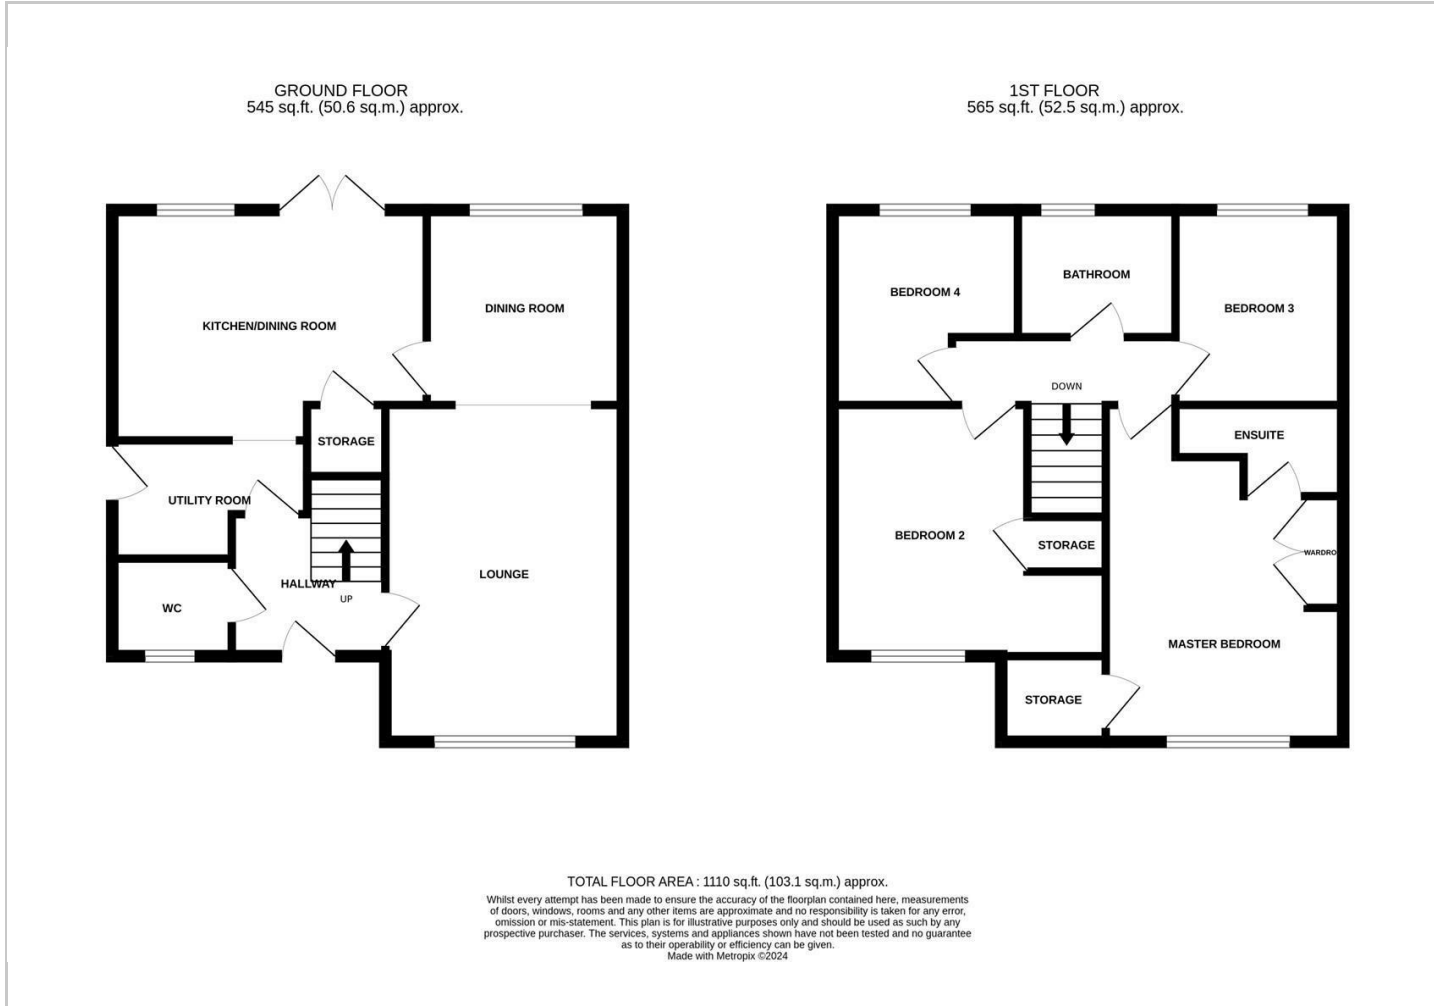 GROUND FLOOR
545 sq.ft. (50.6 sq.m.) approx.
KITCHEN/DINING ROOM
DINING ROOM
STORAGE
UTILITY ROOM
LOUNGE
HALLWAY
UP
WC
1ST FLOOR
565 sq.ft. (52.5 sq.m.) approx.
BEDROOM 4
BATHROOM
BEDROOM 3
DOWN
ENSUITE
BEDROOM 2
STORAGE
WARDRO
MASTER BEDROOM
STORAGE
TOTAL FLOOR AREA : 1110 sq.ft. (103.1 sq.m.) approx.
Whilst every attempt has been made to ensure the accuracy of the floorplan contained here, measurements
of doors, windows, rooms and any other items are approximate and no responsibility is taken for any error,
omission or mis-statement. This plan is for illustrative purposes only and should be used as such by any
prospective purchaser. The services, systems and appliances shown have not been tested and no guarantee
as to their operability or efficiency can be given.
Made with Metropix ©2024